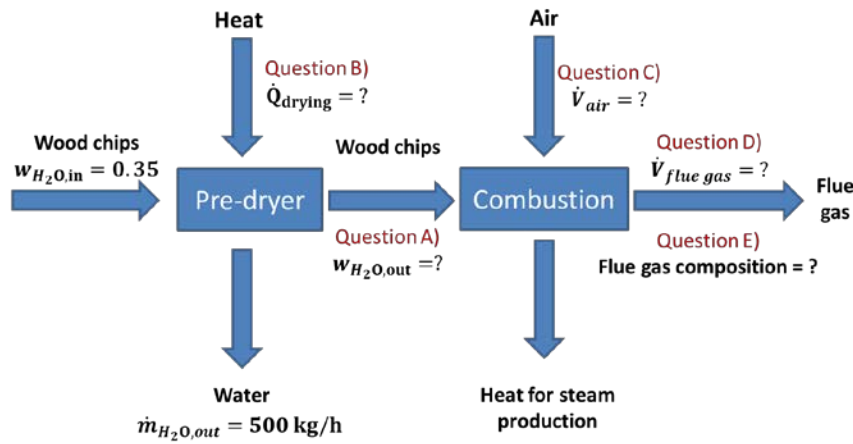 Heat
Air
Question B)
Q̇drying = ?
Question C)
V̇air = ?
Wood chips
wH₂O,in = 0.35
Wood chips
Question D)
V̇flue gas = ?
Pre-dryer
Combustion
Flue
gas
Question A)
wH₂O,out =?
Question E)
Flue gas composition = ?
Water
ṁH₂O,out = 500 kg/h
Heat for steam
production